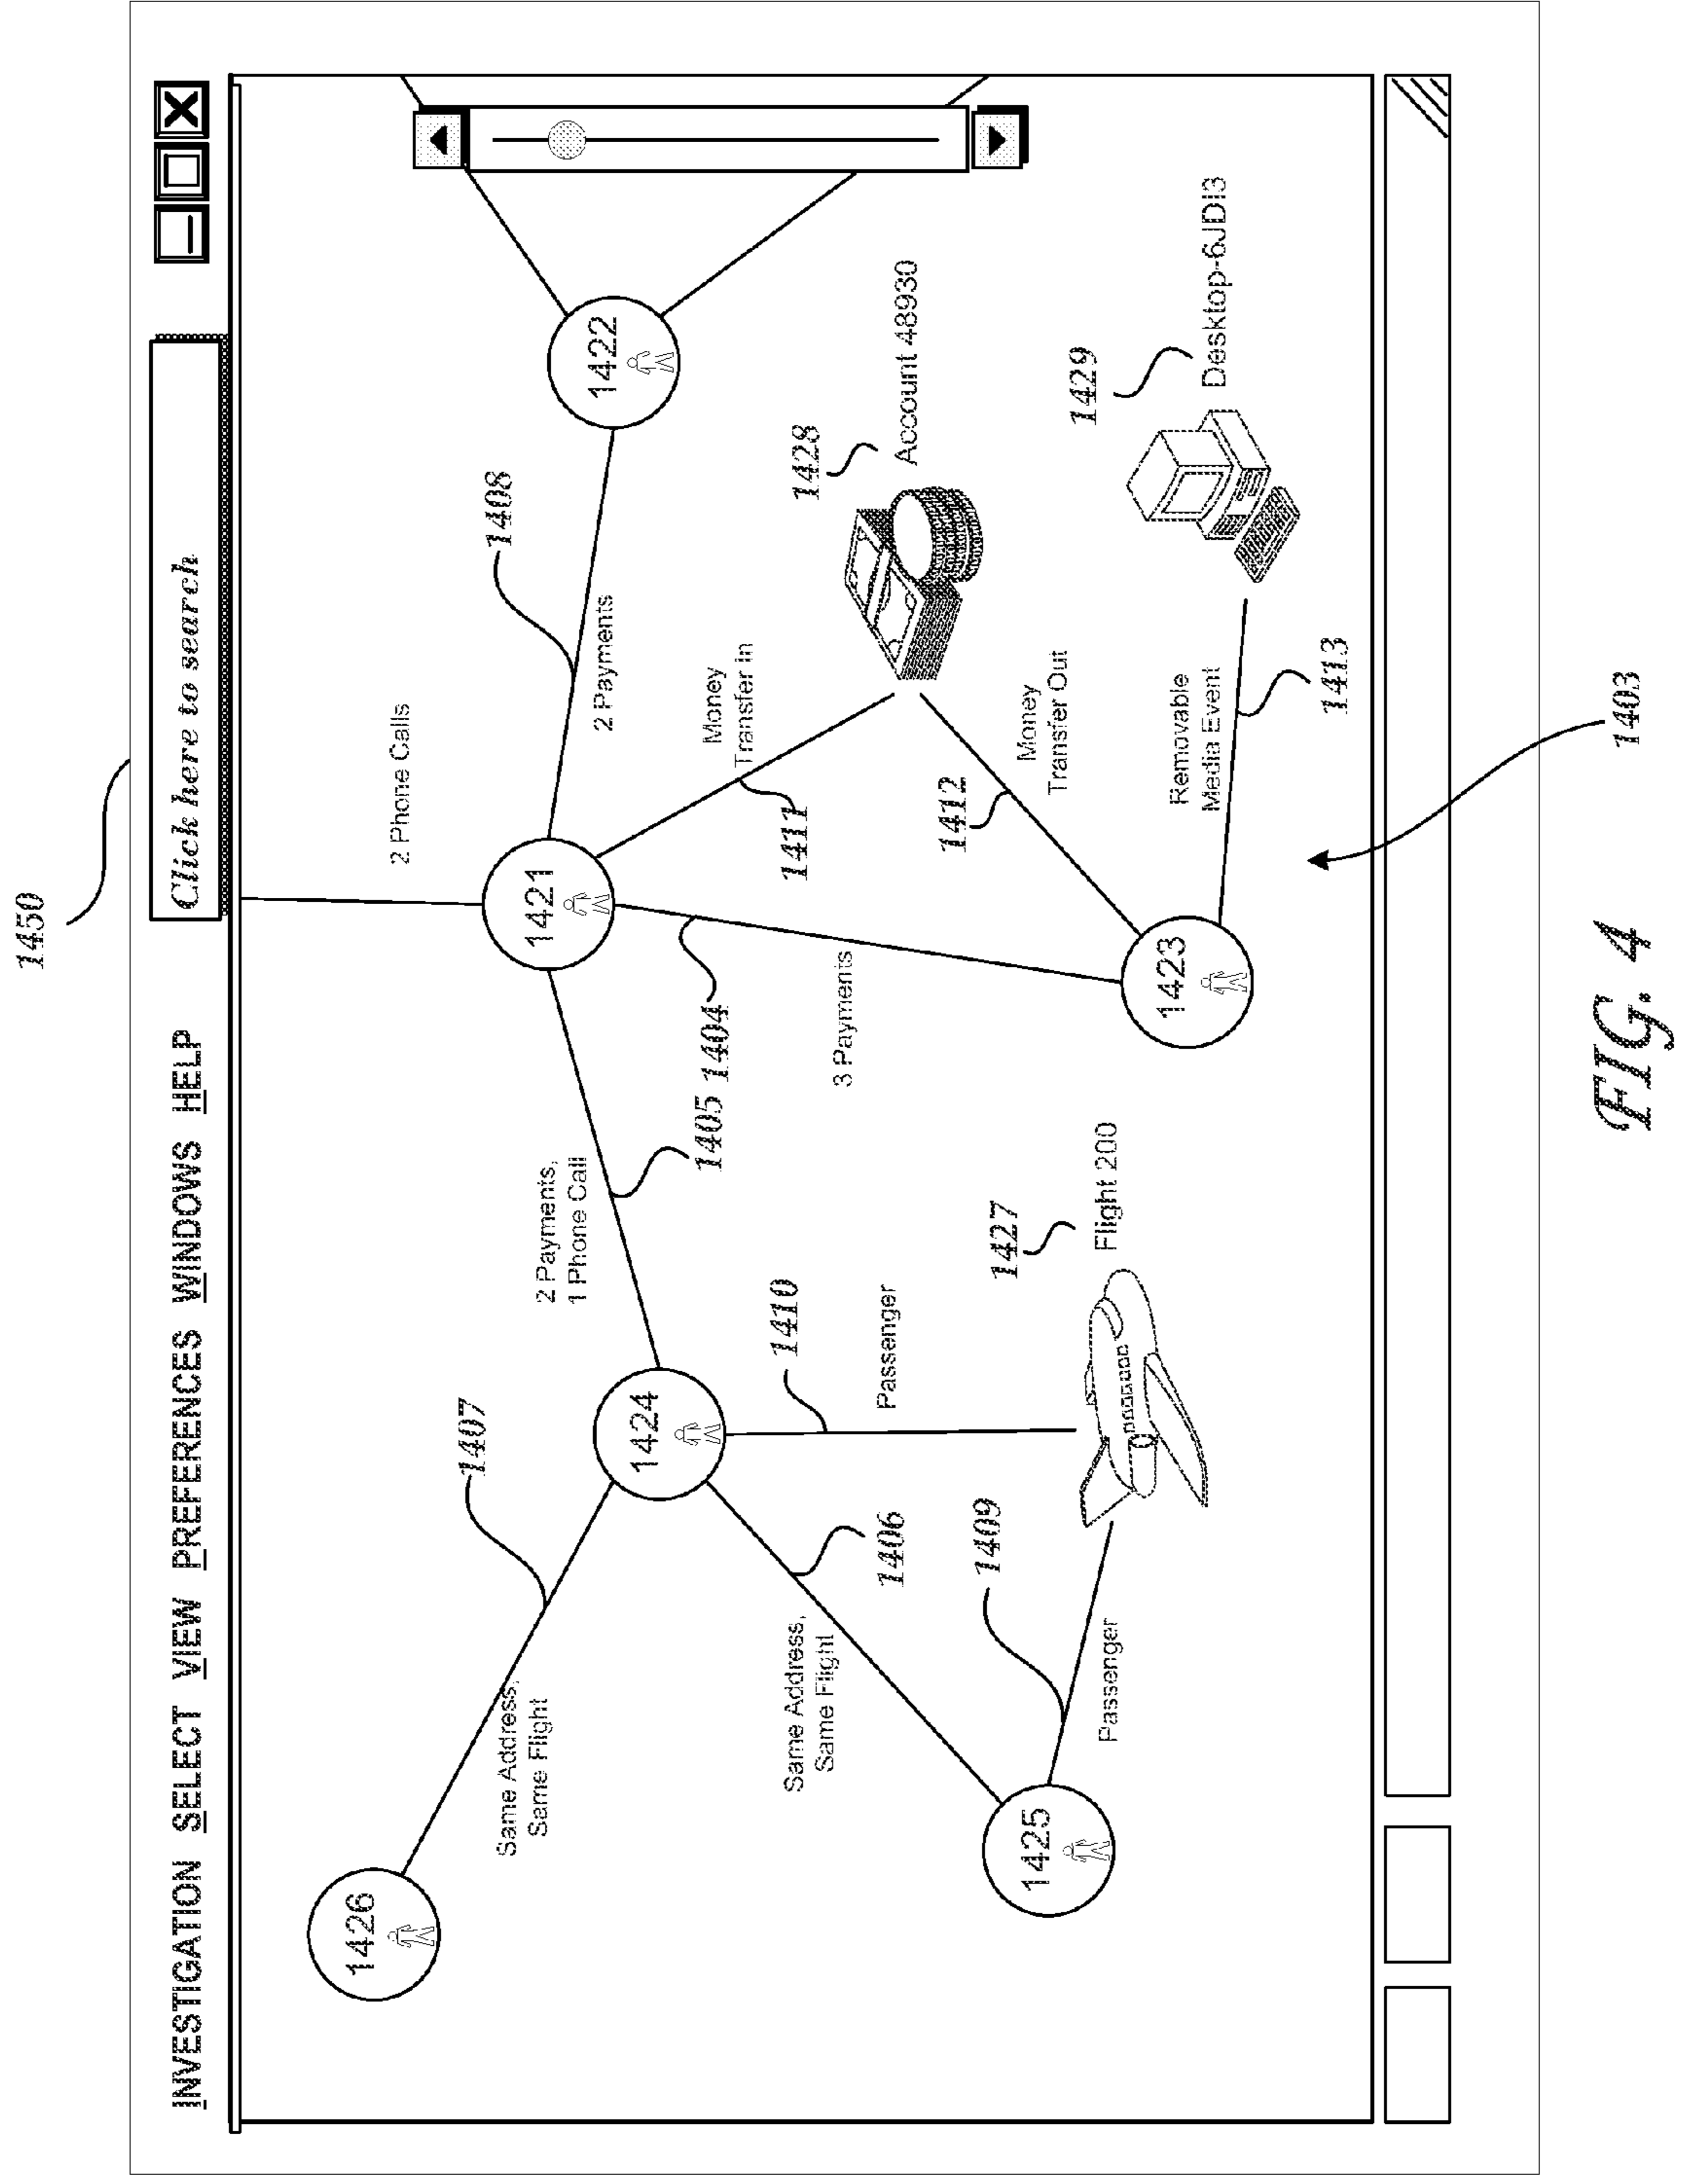 1450
INVESTIGATION SELECT VIEW PREFERENCES WINDOWS HELP
Click here to search
1426
1407
Same Address,
Same Flight
1424
2 Payments,
1 Phone Call
1405
1404
2 Phone Calls
1421
1408
2 Payments
1422
Money
Transfer In
1411
1428
Account 48930
1412
Money
Transfer Out
3 Payments
1423
1410
Passenger
1427
Flight 200
Same Address,
Same Flight
1406
1409
Passenger
1425
1429
Desktop-6JDI3
Removable
Media Event
1413
1403
FIG. 4